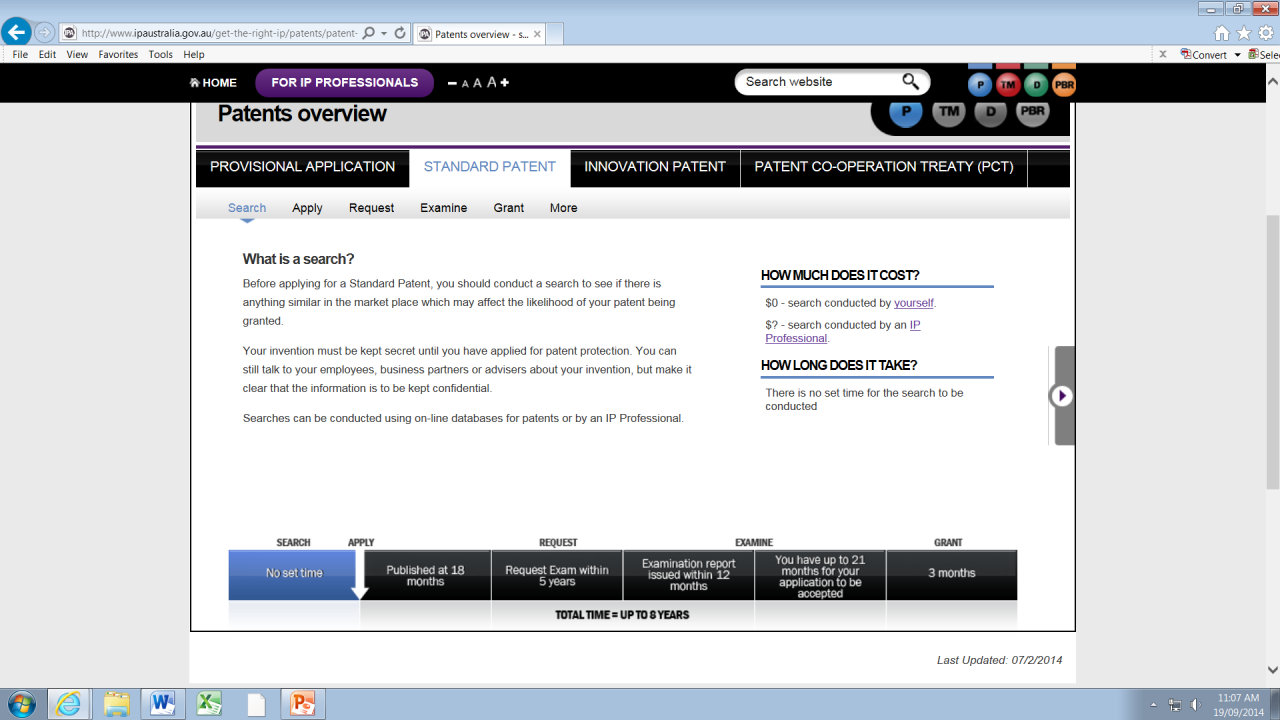 http://www.ipaustralia.gov.au/get-the-right-ip/patents/patent-
Patents overview - s...
File Edit View Favorites Tools Help
x Convert Selec
HOME FOR IP PROFESSIONALS - A A A + Search website P TM D PBR
Patents overview P TM D PBR
PROVISIONAL APPLICATION STANDARD PATENT INNOVATION PATENT PATENT CO-OPERATION TREATY (PCT)
Search Apply Request Examine Grant More
What is a search?
Before applying for a Standard Patent, you should conduct a search to see if there is
anything similar in the market place which may affect the likelihood of your patent being
granted.
Your invention must be kept secret until you have applied for patent protection. You can
still talk to your employees, business partners or advisers about your invention, but make it
clear that the information is to be kept confidential.
Searches can be conducted using on-line databases for patents or by an IP Professional.
HOW MUCH DOES IT COST?
$0 - search conducted by yourself.
$? - search conducted by an IP
Professional.
HOW LONG DOES IT TAKE?
There is no set time for the search to be
conducted
SEARCH APPLY REQUEST EXAMINE GRANT
No set time
Published at 18
months
Request Exam within
5 years
Examination report
issued within 12
months
You have up to 21
months for your
application to be
accepted
3 months
TOTAL TIME = UP TO 8 YEARS
Last Updated: 07/2/2014
11:07 AM
19/09/2014